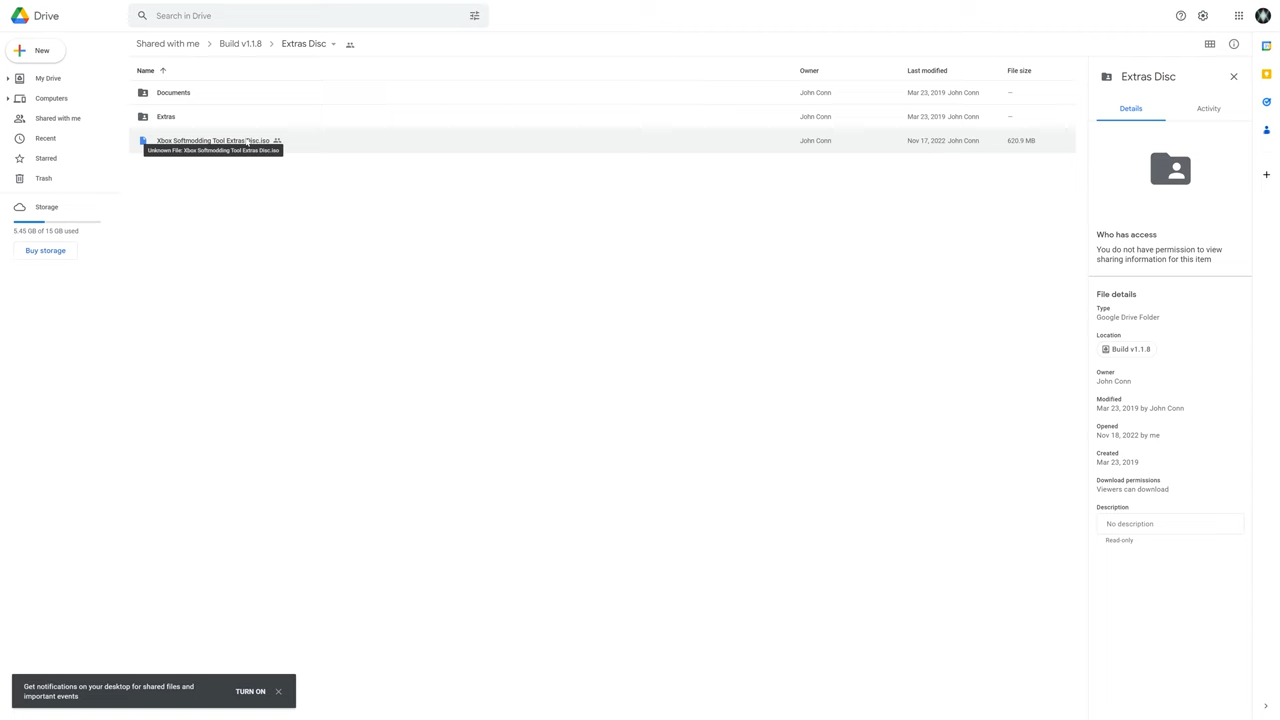 Drive
Search in Drive
New
My Drive
Computers
Shared with me
Recent
Starred
Trash
Storage
5.45 GB of 15 GB used
Buy storage
Shared with me > Build v1.1.8 > Extras Disc
Name Owner Last modified File size
Documents John Conn Mar 23, 2019 John Conn –
Extras John Conn Mar 23, 2019 John Conn –
Xbox Softmodding Tool Extras Disc.iso John Conn Nov 17, 2022 John Conn 620.9 MB
Unknown File: Xbox Softmodding Tool Extras Disc.iso
Extras Disc
Details Activity
Who has access
You do not have permission to view
sharing information for this item
File details
Type
Google Drive Folder
Location
Build v1.1.8
Owner
John Conn
Modified
Mar 23, 2019 by John Conn
Opened
Nov 18, 2022 by me
Created
Mar 23, 2019
Download permissions
Viewers can download
Description
No description
Read-only
Get notifications on your desktop for shared files and
important events
TURN ON